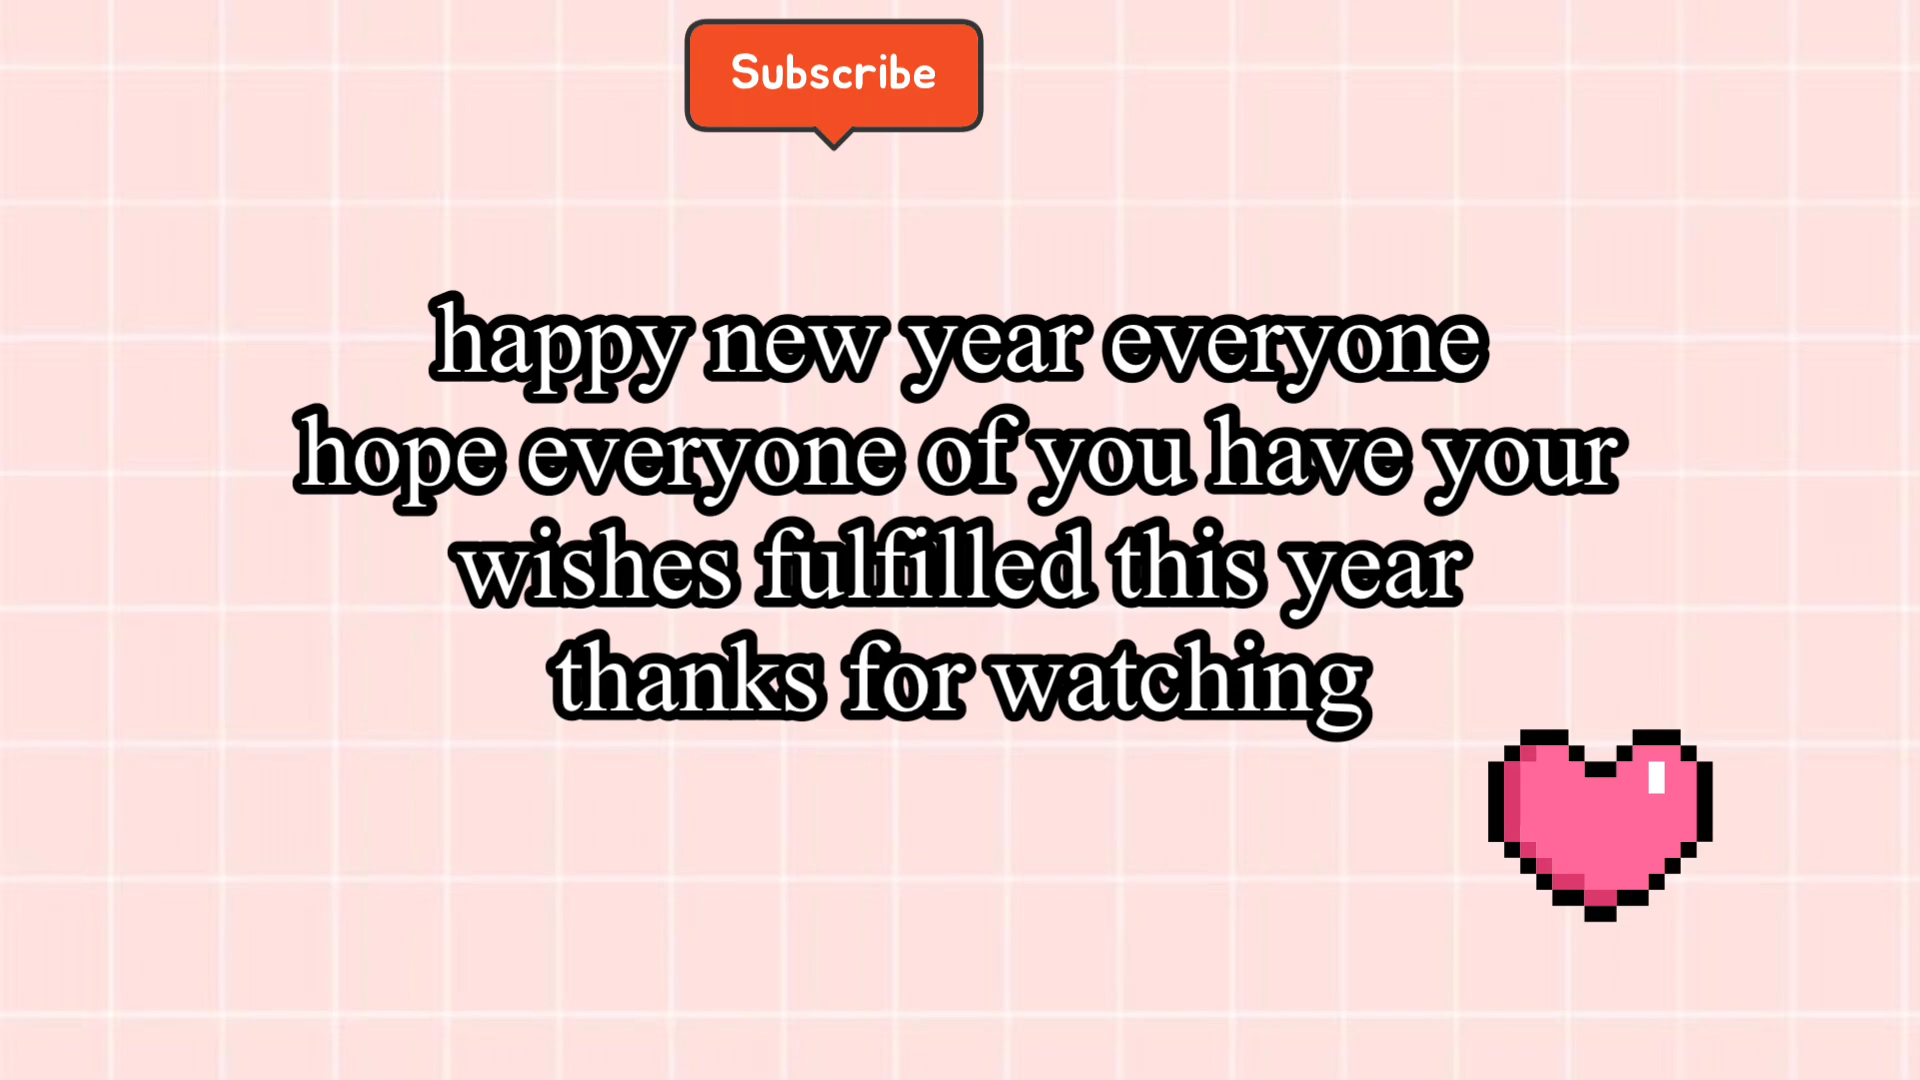 Subscribe
happy new year everyone
hope everyone of you have your
wishes fulfilled this year
thanks for watching